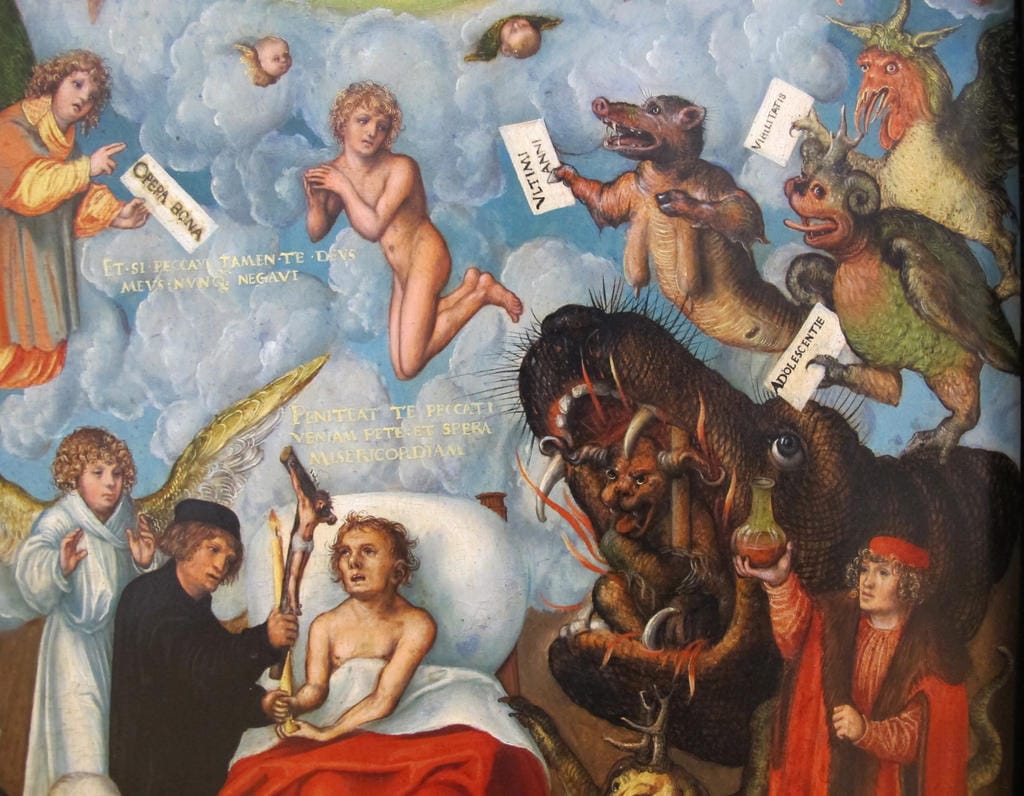 OPERA BONA
VLTIMI
ANNI
VIRILITATIS
ET·SI·PECCAVI TAMEN·TE·DEVS
MEVS·NVNQ̃ NEGAVI
ADOLESCENTIE
PENITEAT TE PECCATI
VENIAM PETE·ET SPERA
MISERICORDIAM